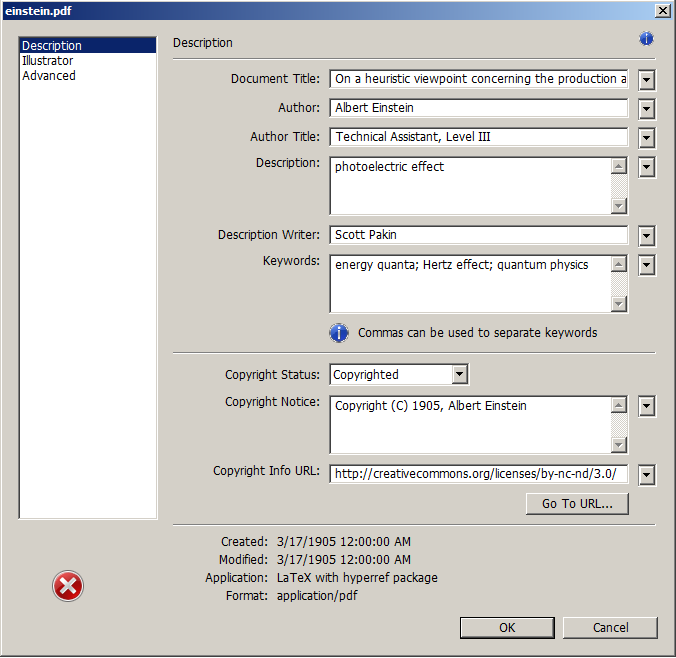 einstein.pdf
Description
Illustrator
Advanced
Description
Document Title: On a heuristic viewpoint concerning the production a
Author: Albert Einstein
Author Title: Technical Assistant, Level III
Description: photoelectric effect
Description Writer: Scott Pakin
Keywords: energy quanta; Hertz effect; quantum physics
Commas can be used to separate keywords
Copyright Status: Copyrighted
Copyright Notice: Copyright (C) 1905, Albert Einstein
Copyright Info URL: http://creativecommons.org/licenses/by-nc-nd/3.0/
Go To URL...
Created: 3/17/1905 12:00:00 AM
Modified: 3/17/1905 12:00:00 AM
Application: LaTeX with hyperref package
Format: application/pdf
OK Cancel